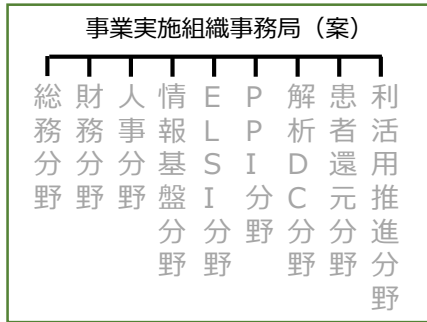 事業実施組織事務局（案）
総務分野
財務分野
人事分野
情報基盤分野
ELSI分野
PPI分野
解析DC分野
患者還元分野
利活用推進分野